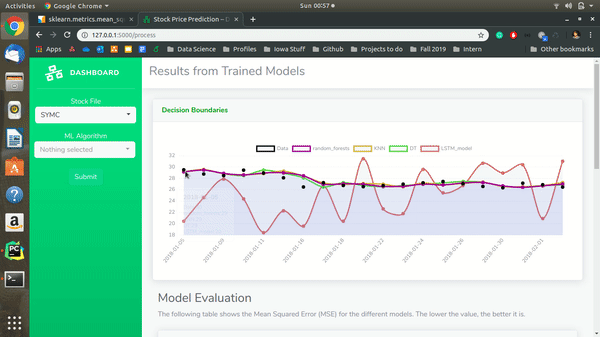 Activities Google Chrome Sun 00:57
sklearn.metrics.mean_sq
Stock Price Prediction – D
127.0.0.1:5000/process
Apps
Data Science
Profiles
Iowa Stuff
Github
Projects to do
Fall 2019
Intern
Other bookmarks
DASHBOARD
Stock File
SYMC
ML Algorithm
Nothing selected
Submit
Results from Trained Models
Decision Boundaries
Data random_forests KNN DT LSTM_model
32
30
28
26
24
22
20
18
2018-01-05
2018-01-09
2018-01-11
2018-01-16
2018-01-18
2018-01-22
2018-01-24
2018-01-26
2018-01-30
2018-02-01
Model Evaluation
The following table shows the Mean Squared Error (MSE) for the different models. The lower the value, the better it is.